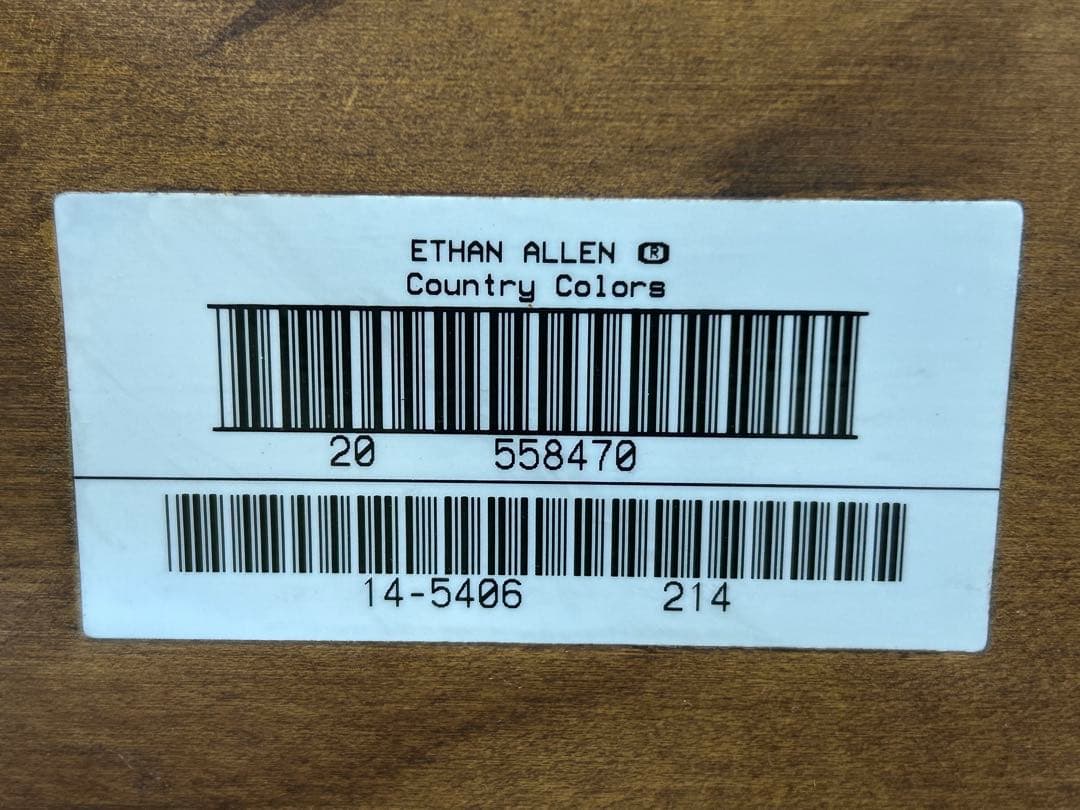 ETHAN ALLEN ®
Country Colors
20 558470
14-5406 214